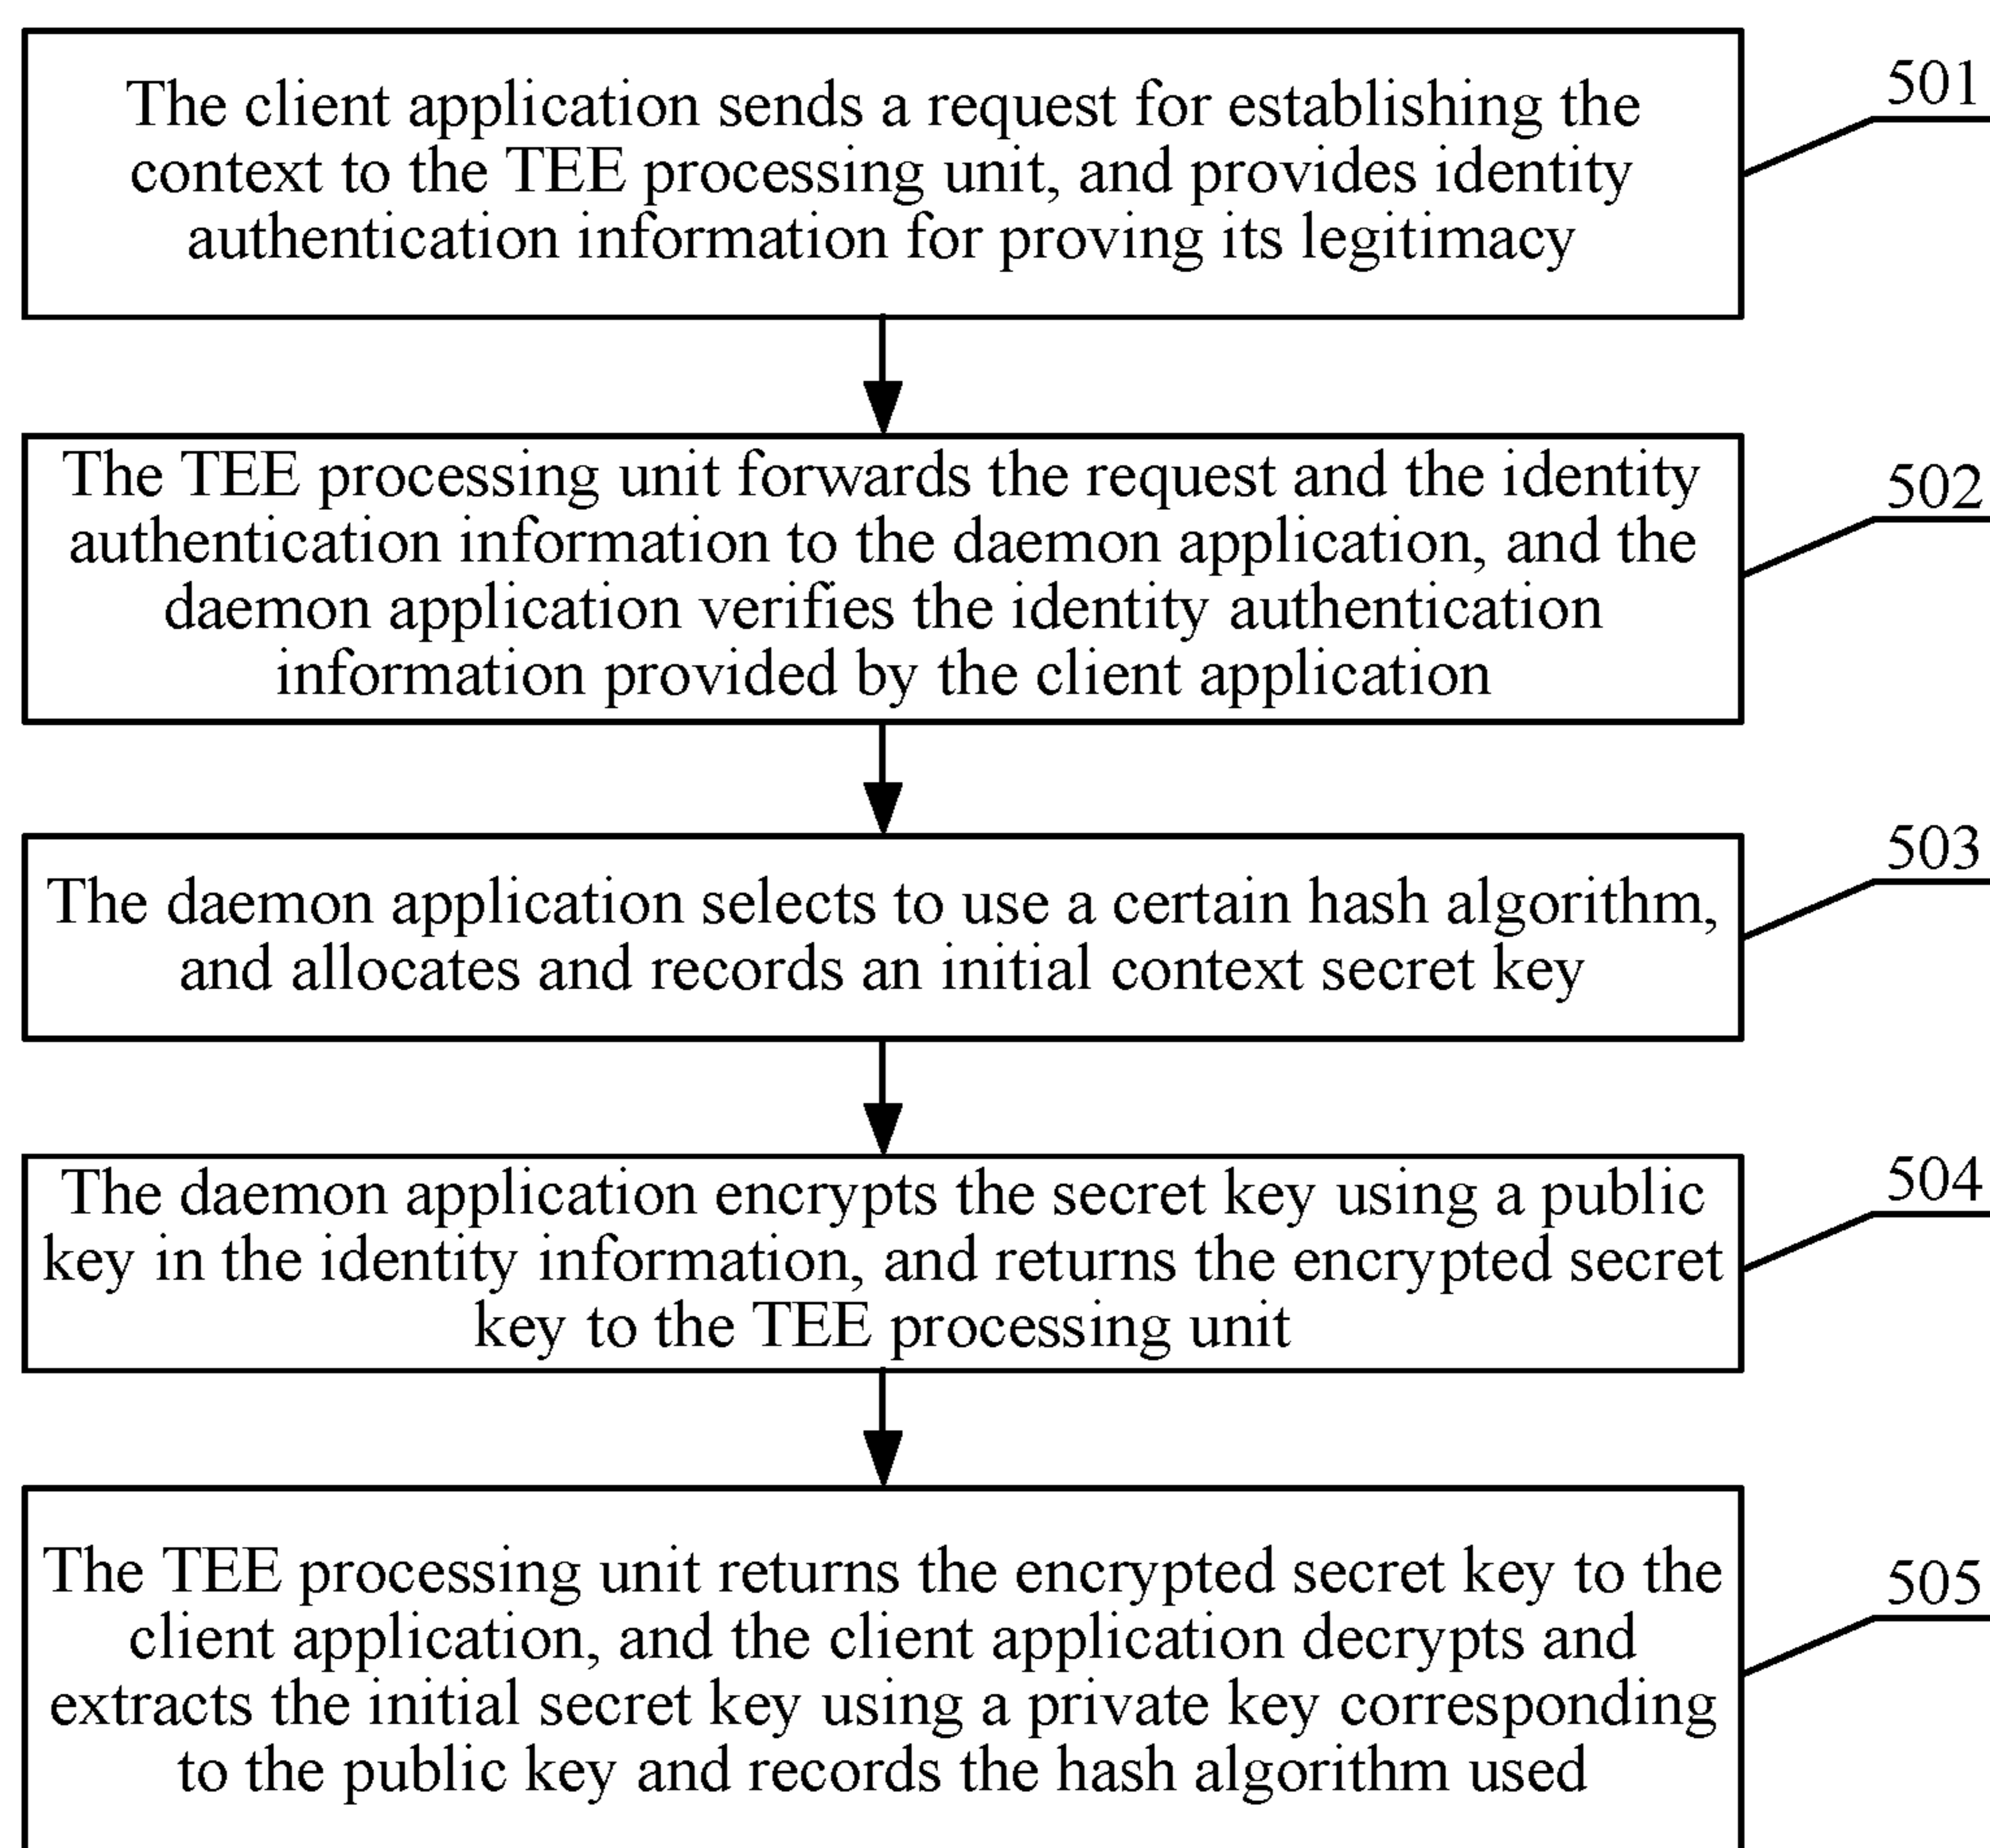 The client application sends a request for establishing the
context to the TEE processing unit, and provides identity
authentication information for proving its legitimacy
501
The TEE processing unit forwards the request and the identity
authentication information to the daemon application, and the
daemon application verifies the identity authentication
information provided by the client application
502
The daemon application selects to use a certain hash algorithm,
and allocates and records an initial context secret key
503
The daemon application encrypts the secret key using a public
key in the identity information, and returns the encrypted secret
key to the TEE processing unit
504
The TEE processing unit returns the encrypted secret key to the
client application, and the client application decrypts and
extracts the initial secret key using a private key corresponding
to the public key and records the hash algorithm used
505